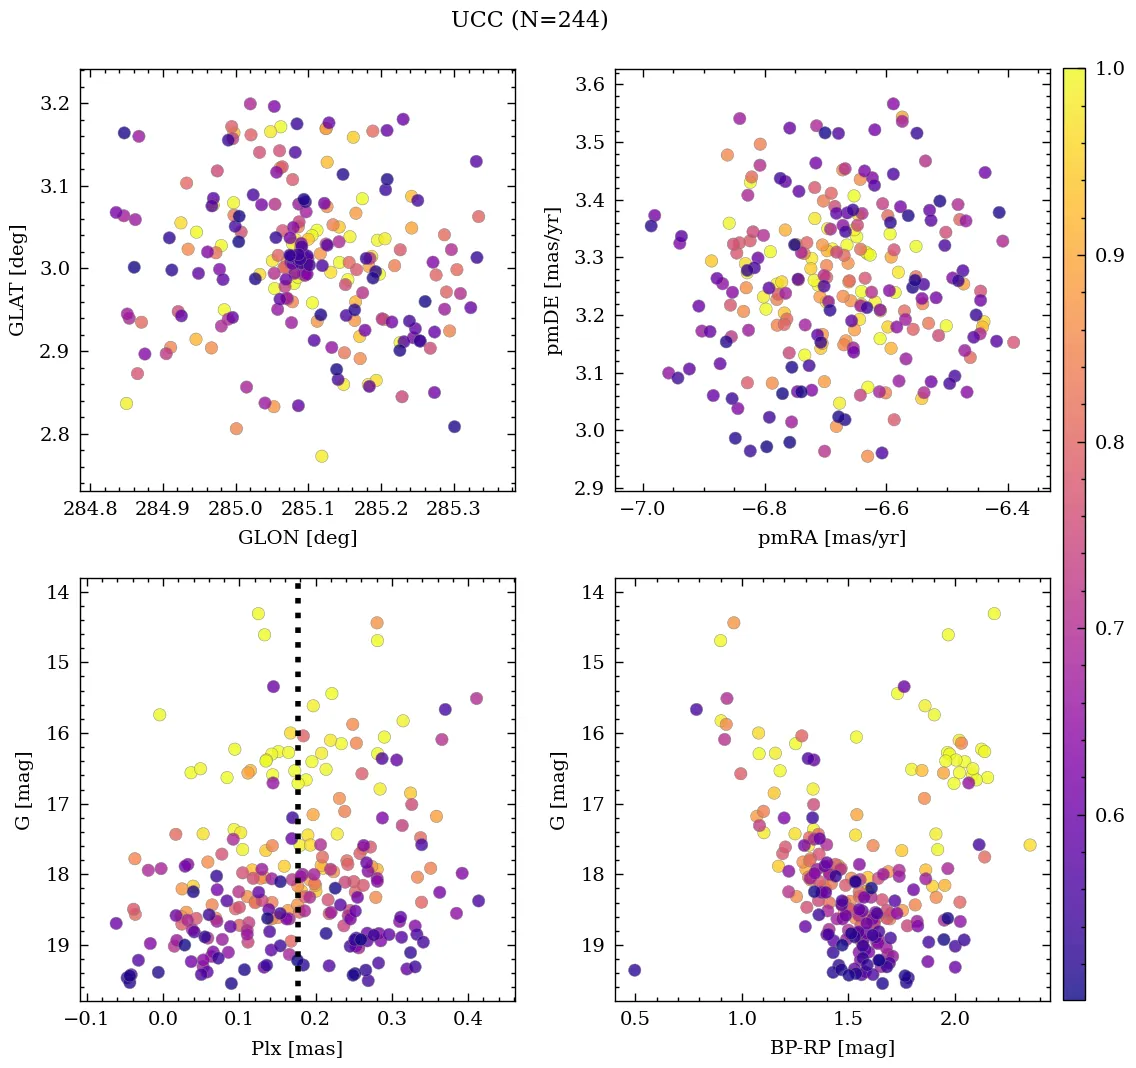 UCC (N=244)
3.2
3.1
3.0
2.9
2.8
GLAT [deg]
284.8 284.9 285.0 285.1 285.2 285.3
GLON [deg]
3.6
3.5
3.4
3.3
3.2
3.1
3.0
2.9
pmDE [mas/yr]
−7.0 −6.8 −6.6 −6.4
pmRA [mas/yr]
1.0
0.9
0.8
0.7
0.6
14
15
16
17
18
19
G [mag]
−0.1 0.0 0.1 0.2 0.3 0.4
Plx [mas]
14
15
16
17
18
19
G [mag]
0.5 1.0 1.5 2.0
BP-RP [mag]